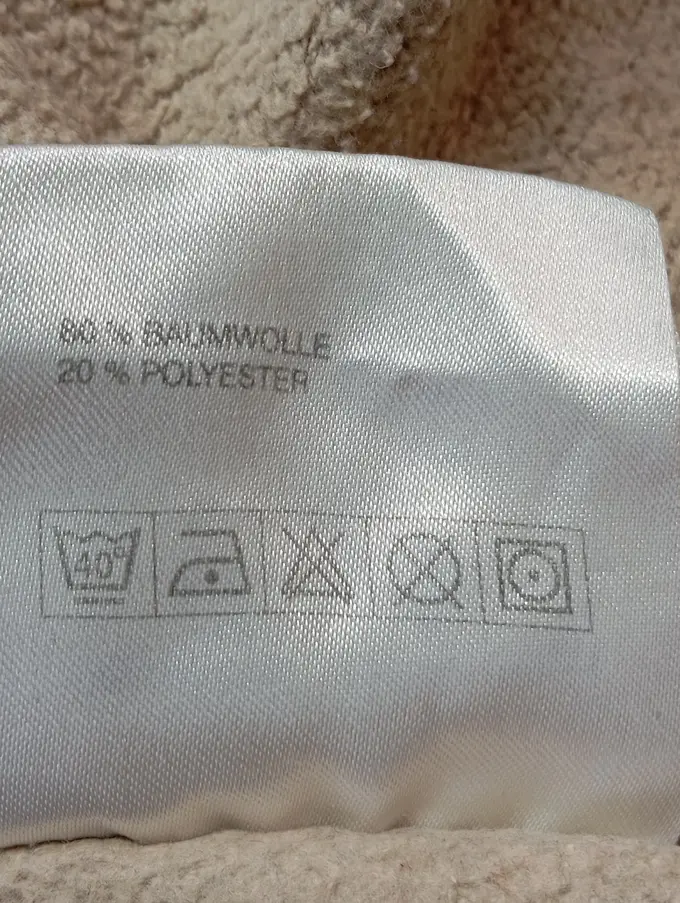 80 % BAUMWOLLE
20 % POLYESTER
40°